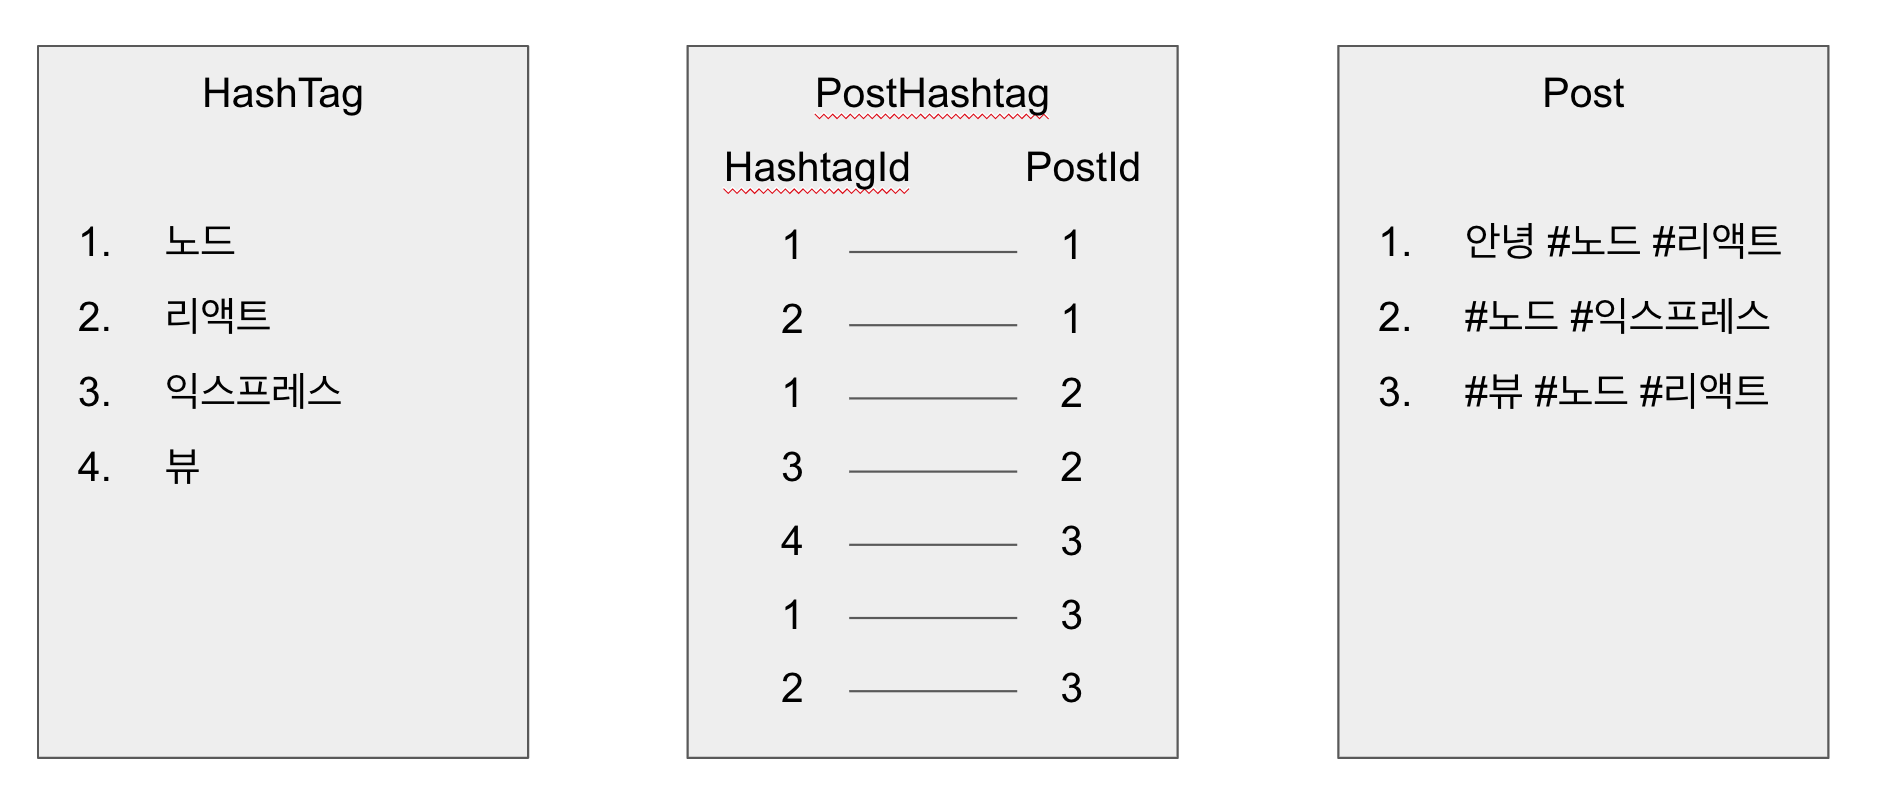 HashTag
1. 노드
2. 리액트
3. 익스프레스
4. 뷰
PostHashtag
HashtagId PostId
1 1
2 1
1 2
3 2
4 3
1 3
2 3
Post
1. 안녕 #노드 #리액트
2. #노드 #익스프레스
3. #뷰 #노드 #리액트